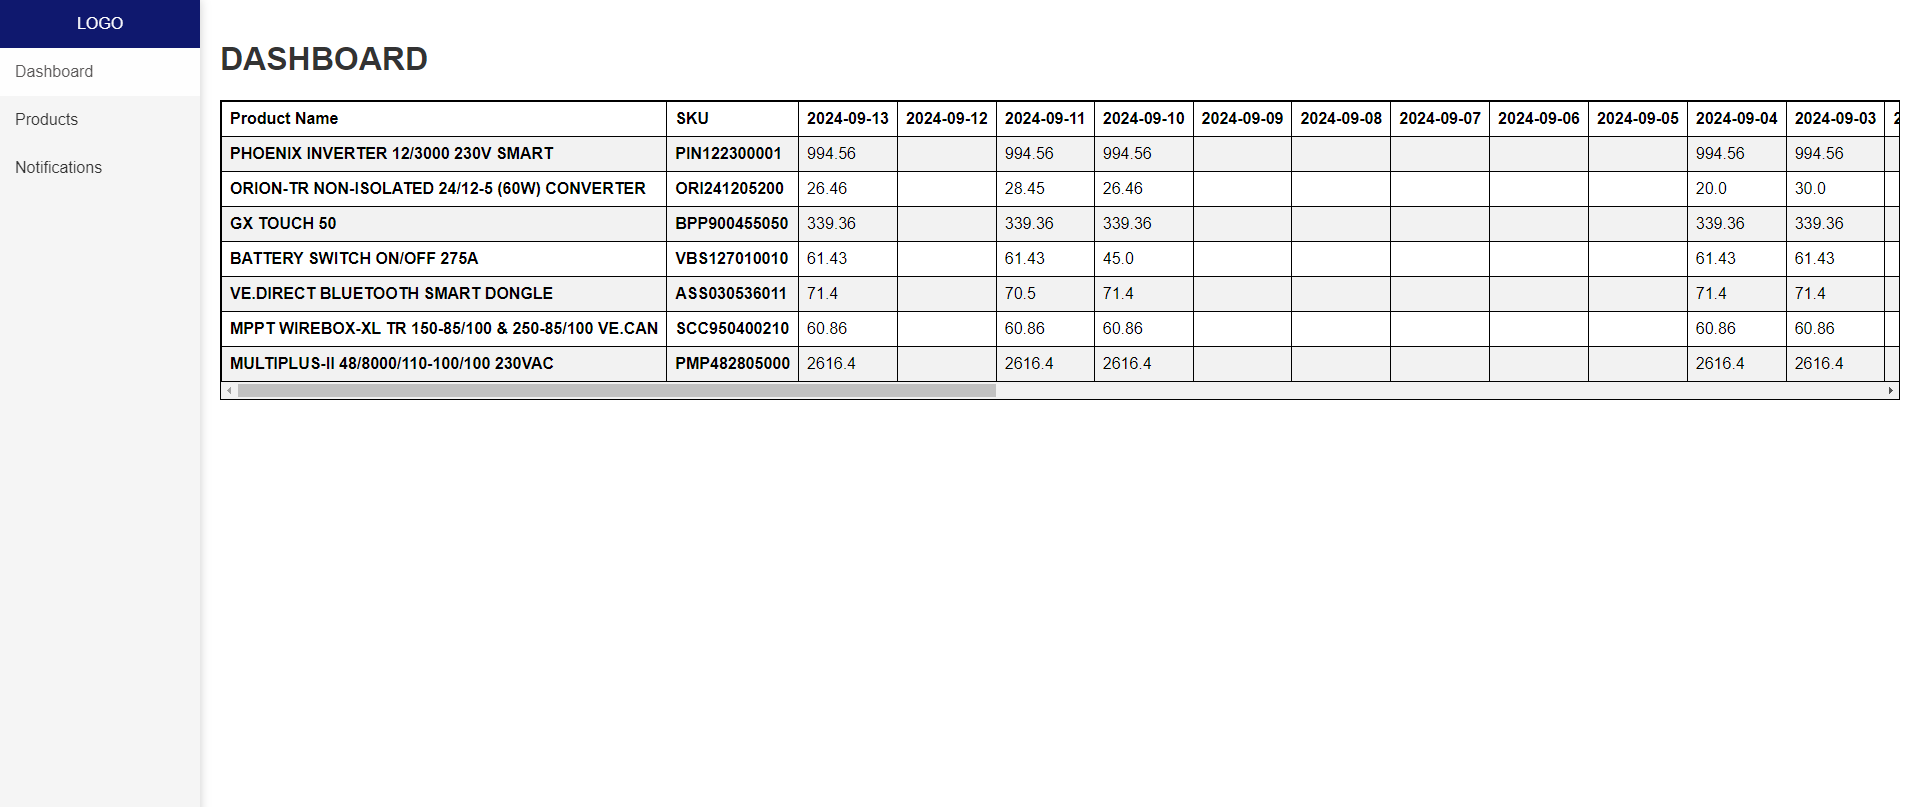 LOGO
Dashboard
Products
Notifications
DASHBOARD
Product Name SKU 2024-09-13 2024-09-12 2024-09-11 2024-09-10 2024-09-09 2024-09-08 2024-09-07 2024-09-06 2024-09-05 2024-09-04 2024-09-03
PHOENIX INVERTER 12/3000 230V SMART PIN122300001 994.56 994.56 994.56 994.56 994.56
ORION-TR NON-ISOLATED 24/12-5 (60W) CONVERTER ORI241205200 26.46 28.45 26.46 20.0 30.0
GX TOUCH 50 BPP900455050 339.36 339.36 339.36 339.36 339.36
BATTERY SWITCH ON/OFF 275A VBS127010010 61.43 61.43 45.0 61.43 61.43
VE.DIRECT BLUETOOTH SMART DONGLE ASS030536011 71.4 70.5 71.4 71.4 71.4
MPPT WIREBOX-XL TR 150-85/100 & 250-85/100 VE.CAN SCC950400210 60.86 60.86 60.86 60.86 60.86
MULTIPLUS-II 48/8000/110-100/100 230VAC PMP482805000 2616.4 2616.4 2616.4 2616.4 2616.4